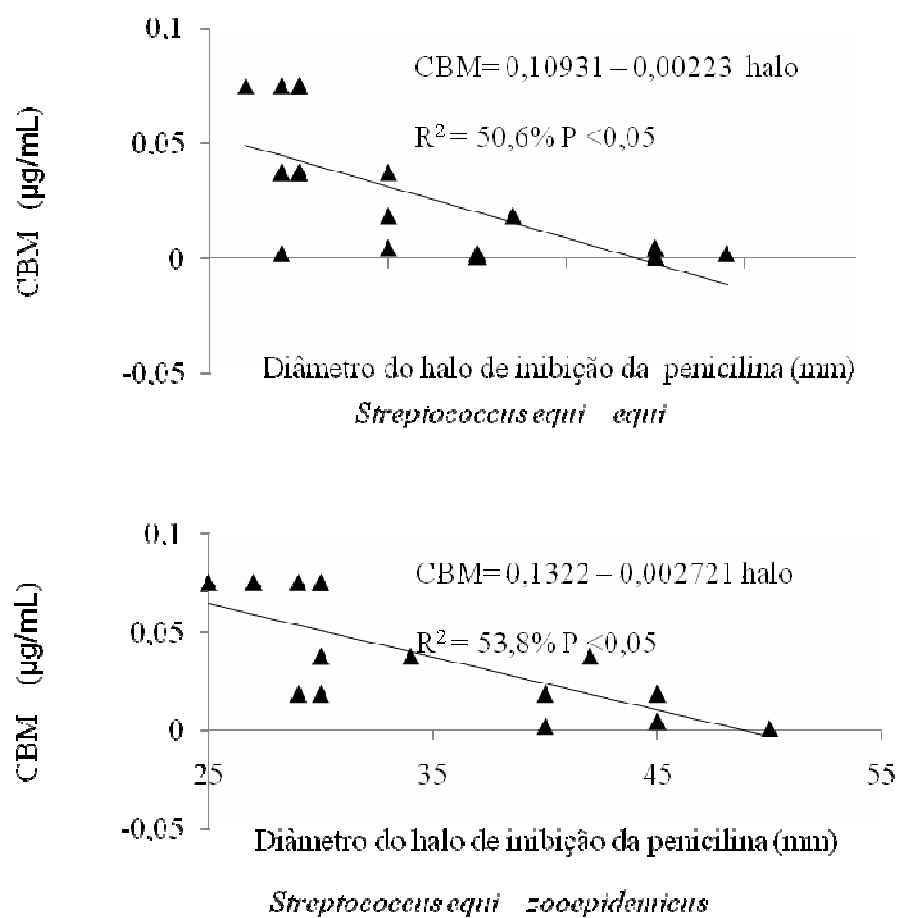 0,1
CBM= 0,10931 – 0,00223 halo
R² = 50,6% P <0,05
0,05
CBM (µg/mL)
0
-0,05
Diâmetro do halo de inibição da penicilina (mm)
Streptococcus equi equi
0,1
CBM= 0,1322 – 0,002721 halo
R² = 53,8% P <0,05
0,05
CBM (µg/mL)
0
25 35 45 55
-0,05
Diâmetro do halo de inibição da penicilina (mm)
Streptococcus equi zooepidemicus